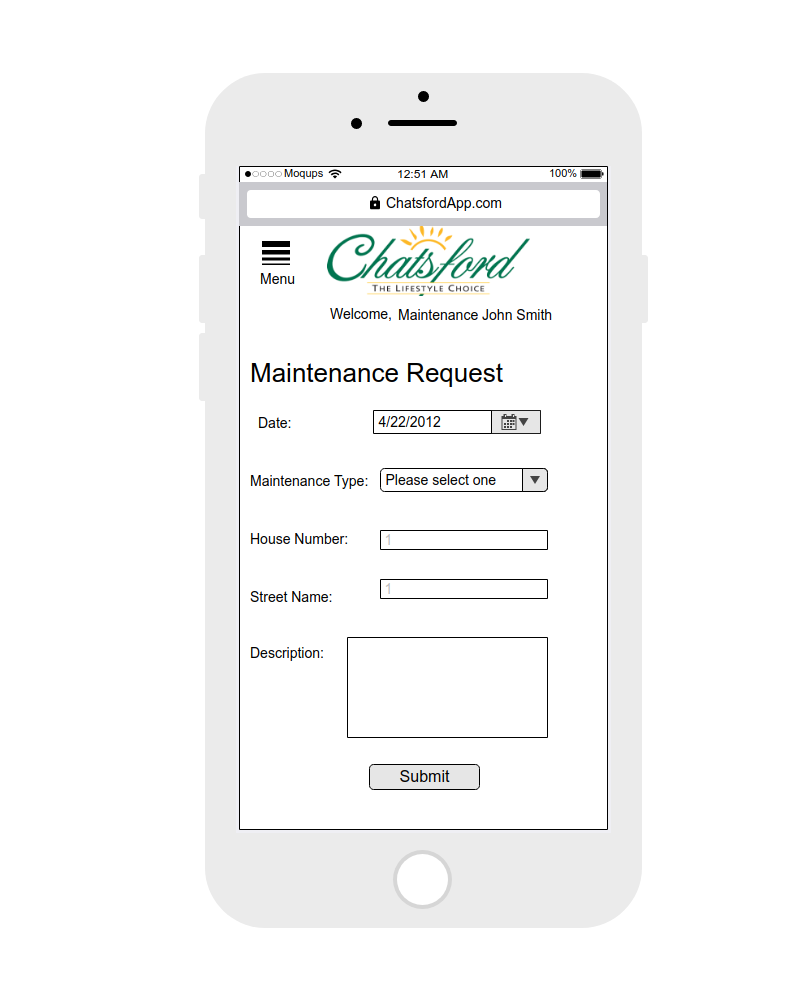 Moqups 12:51 AM 100%
ChatsfordApp.com
Menu
Chatsford
THE LIFESTYLE CHOICE
Welcome, Maintenance John Smith
Maintenance Request
Date: 4/22/2012
Maintenance Type: Please select one
House Number: 1
Street Name: 1
Description:
Submit